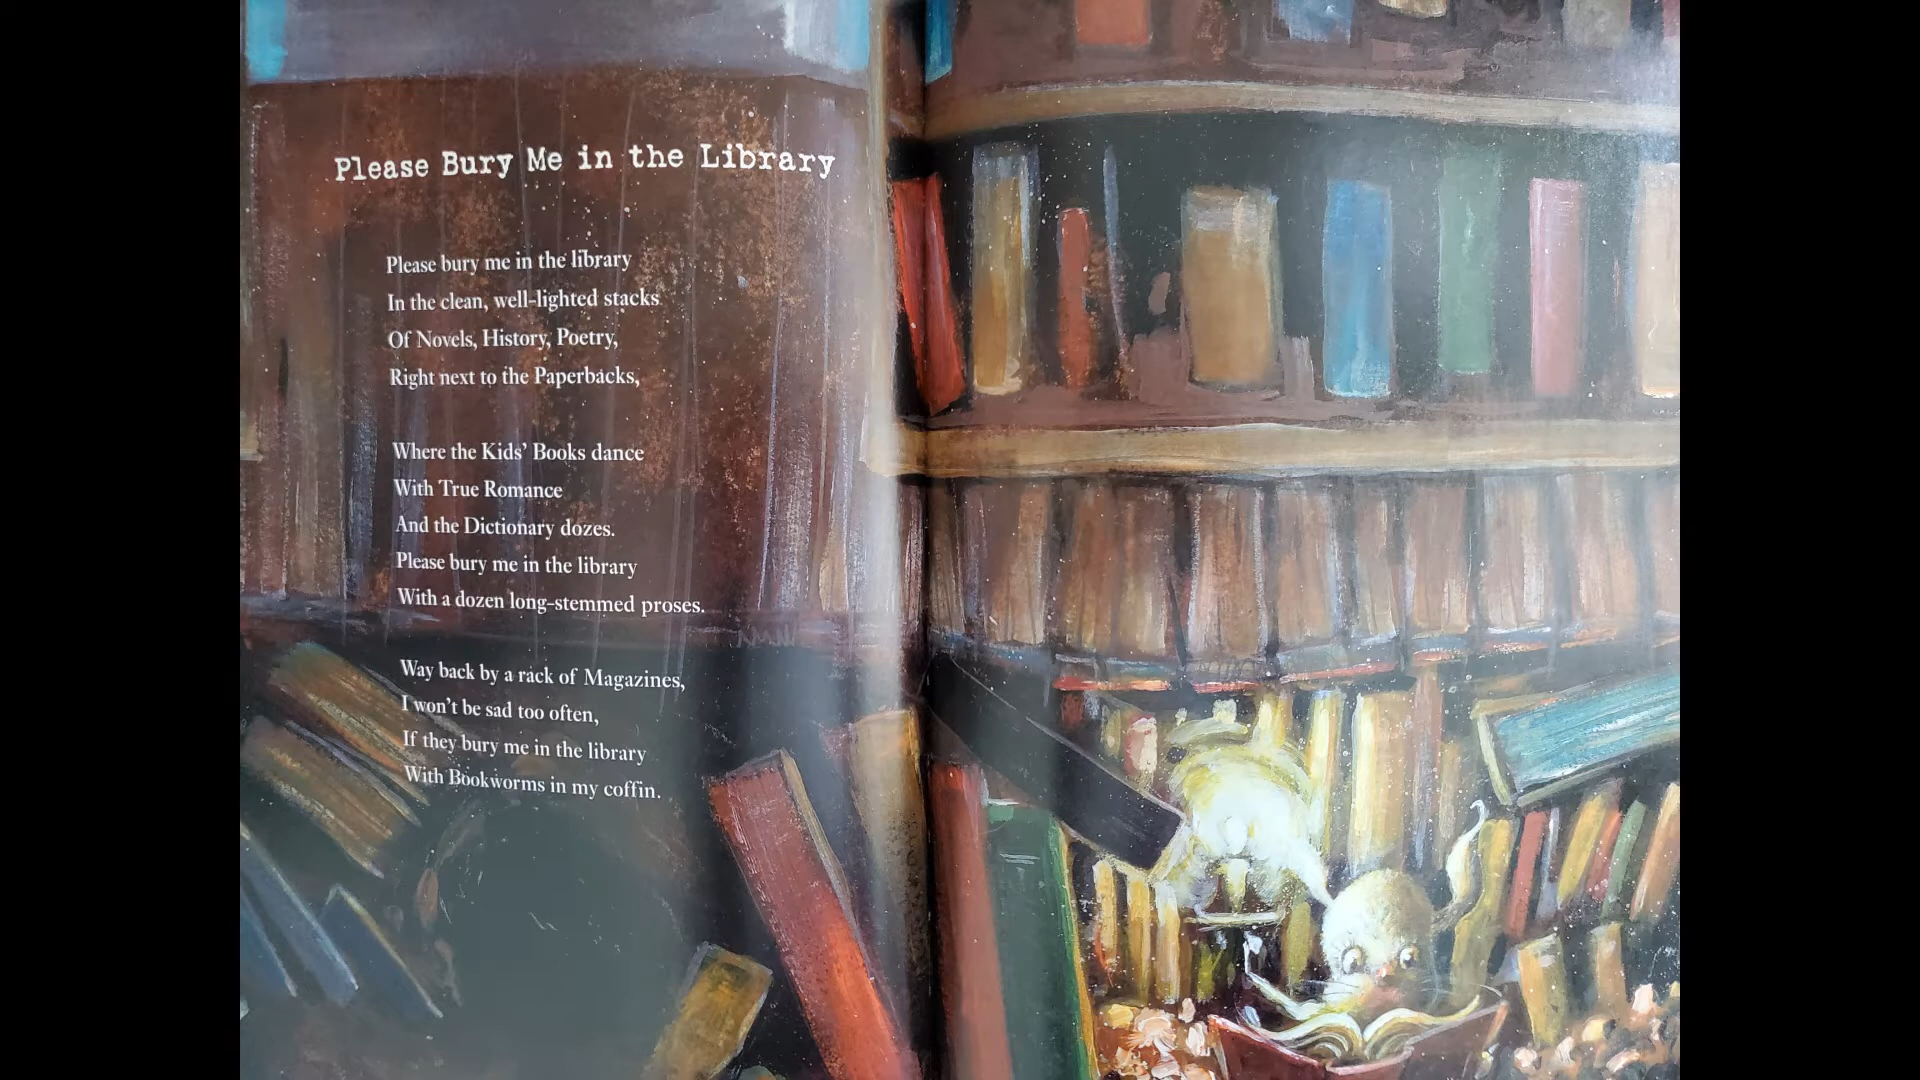 Please Bury Me in the Library
Please bury me in the library
In the clean, well-lighted stacks
Of Novels, History, Poetry,
Right next to the Paperbacks,
Where the Kids’ Books dance
With True Romance
And the Dictionary dozes.
Please bury me in the library
With a dozen long-stemmed proses.
Way back by a rack of Magazines,
I won’t be sad too often,
If they bury me in the library
With Bookworms in my coffin.